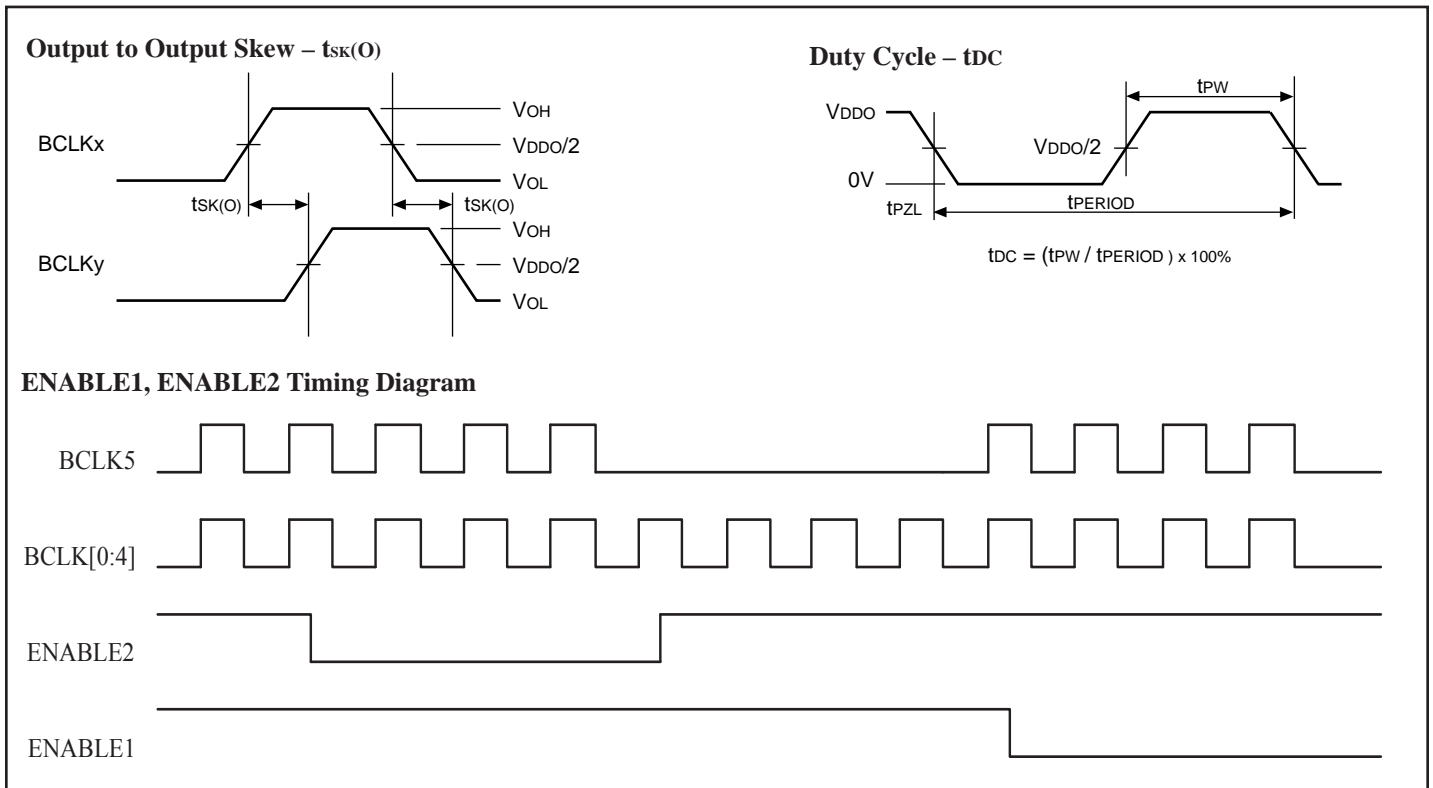 Output to Output Skew – tSK(O)
BCLKx
VOH
VDDO/2
VOL
tSK(O)
tSK(O)
BCLKy
VOH
VDDO/2
VOL
Duty Cycle – tDC
tPW
VDDO
VDDO/2
0V
tPZL
tPERIOD
tDC = (tPW / tPERIOD ) x 100%
ENABLE1, ENABLE2 Timing Diagram
BCLK5
BCLK[0:4]
ENABLE2
ENABLE1